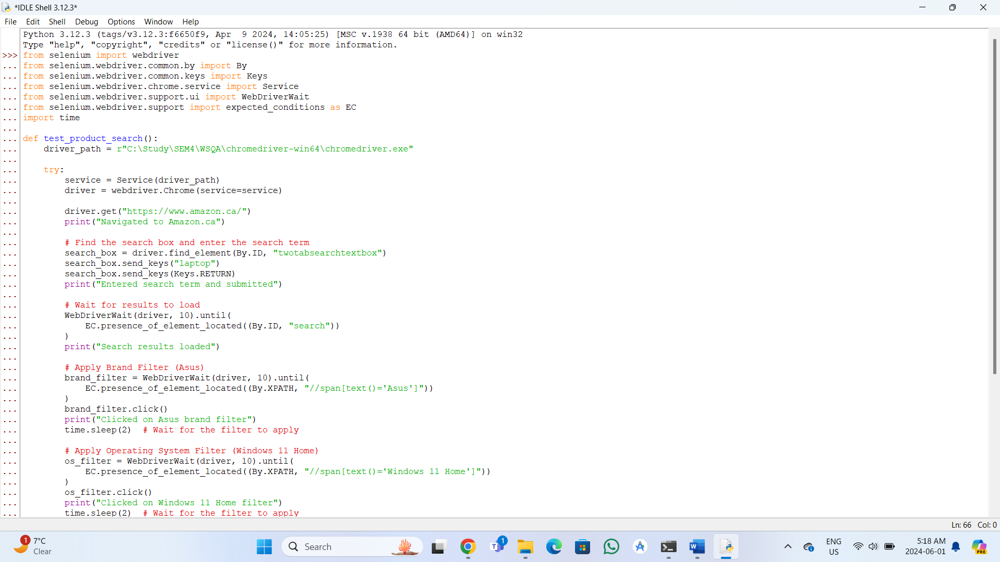 *IDLE Shell 3.12.3*
File Edit Shell Debug Options Window Help
Python 3.12.3 (tags/v3.12.3:f6650f9, Apr  9 2024, 14:05:25) [MSC v.1938 64 bit (AMD64)] on win32
Type "help", "copyright", "credits" or "license()" for more information.
>>> from selenium import webdriver
... from selenium.webdriver.common.by import By
... from selenium.webdriver.common.keys import Keys
... from selenium.webdriver.chrome.service import Service
... from selenium.webdriver.support.ui import WebDriverWait
... from selenium.webdriver.support import expected_conditions as EC
... import time
...
... def test_product_search():
...     driver_path = r"C:\Study\SEM4\WSQA\chromedriver-win64\chromedriver.exe"
...
...     try:
...         service = Service(driver_path)
...         driver = webdriver.Chrome(service=service)
...
...         driver.get("https://www.amazon.ca/")
...         print("Navigated to Amazon.ca")
...
...         # Find the search box and enter the search term
...         search_box = driver.find_element(By.ID, "twotabsearchtextbox")
...         search_box.send_keys("laptop")
...         search_box.send_keys(Keys.RETURN)
...         print("Entered search term and submitted")
...
...         # Wait for results to load
...         WebDriverWait(driver, 10).until(
...             EC.presence_of_element_located((By.ID, "search"))
...         )
...         print("Search results loaded")
...
...         # Apply Brand Filter (Asus)
...         brand_filter = WebDriverWait(driver, 10).until(
...             EC.presence_of_element_located((By.XPATH, "//span[text()='Asus']"))
...         )
...         brand_filter.click()
...         print("Clicked on Asus brand filter")
...         time.sleep(2)  # Wait for the filter to apply
...
...         # Apply Operating System Filter (Windows 11 Home)
...         os_filter = WebDriverWait(driver, 10).until(
...             EC.presence_of_element_located((By.XPATH, "//span[text()='Windows 11 Home']"))
...         )
...         os_filter.click()
...         print("Clicked on Windows 11 Home filter")
...         time.sleep(2)  # Wait for the filter to apply
Ln: 66 Col: 0
1
7°C
Clear
Search
1
ENG
US
5:18 AM
2024-06-01
PRE